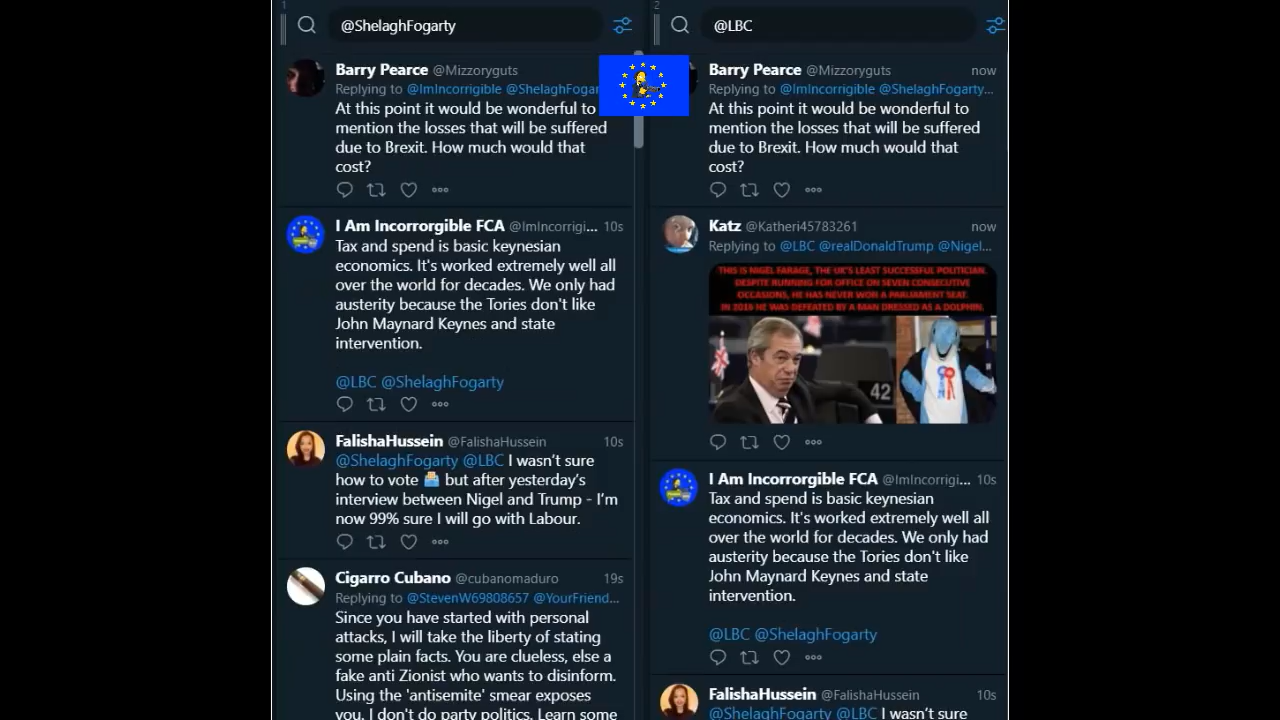 1
@ShelaghFogarty
Barry Pearce @Mizzoryguts
Replying to @ImIncorrigible @ShelaghFogar
At this point it would be wonderful to
mention the losses that will be suffered
due to Brexit. How much would that
cost?
I Am Incorrorgible FCA @ImIncorrigi... 10s
Tax and spend is basic keynesian
economics. It's worked extremely well all
over the world for decades. We only had
austerity because the Tories don't like
John Maynard Keynes and state
intervention.
@LBC @ShelaghFogarty
FalishaHussein @FalishaHussein 10s
@ShelaghFogarty @LBC I wasn't sure
how to vote 🗳 but after yesterday's
interview between Nigel and Trump - I'm
now 99% sure I will go with Labour.
Cigarro Cubano @cubanomaduro 19s
Replying to @StevenW69808657 @YourFriend...
Since you have started with personal
attacks, I will take the liberty of stating
some plain facts. You are clueless, else a
fake anti Zionist who wants to disinform.
Using the 'antisemite' smear exposes
you. I don't do party politics. Learn some
2
@LBC
Barry Pearce @Mizzoryguts now
Replying to @ImIncorrigible @ShelaghFogarty...
At this point it would be wonderful to
mention the losses that will be suffered
due to Brexit. How much would that
cost?
Katz @Katheri45783261 now
Replying to @LBC @realDonaldTrump @Nigel...
THIS IS NIGEL FARAGE, THE UK'S LEAST SUCCESSFUL POLITICIAN.
DESPITE RUNNING FOR OFFICE ON SEVEN CONSECUTIVE
OCCASIONS, HE HAS NEVER WON A PARLIAMENT SEAT.
IN 2016 HE WAS DEFEATED BY A MAN DRESSED AS A DOLPHIN.
42
I Am Incorrorgible FCA @ImIncorrigi... 10s
Tax and spend is basic keynesian
economics. It's worked extremely well all
over the world for decades. We only had
austerity because the Tories don't like
John Maynard Keynes and state
intervention.
@LBC @ShelaghFogarty
FalishaHussein @FalishaHussein 10s
@ShelaghFogarty @LBC I wasn't sure